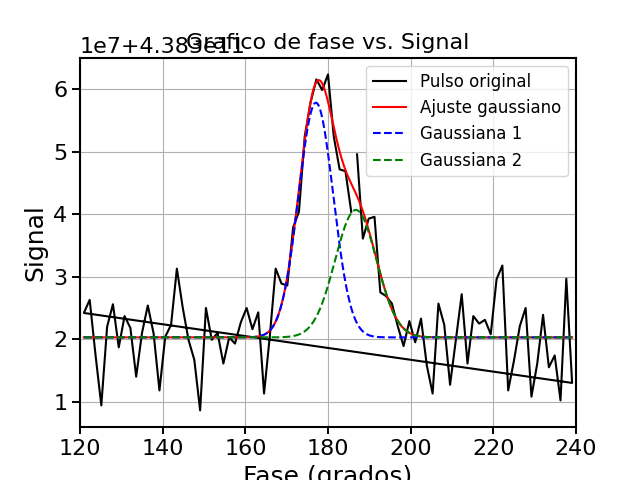 1e7+4.383e11
Grafico de fase vs. Signal
Pulso original
Ajuste gaussiano
Gaussiana 1
Gaussiana 2
Signal
6
5
4
3
2
1
120 140 160 180 200 220 240
Fase (grados)